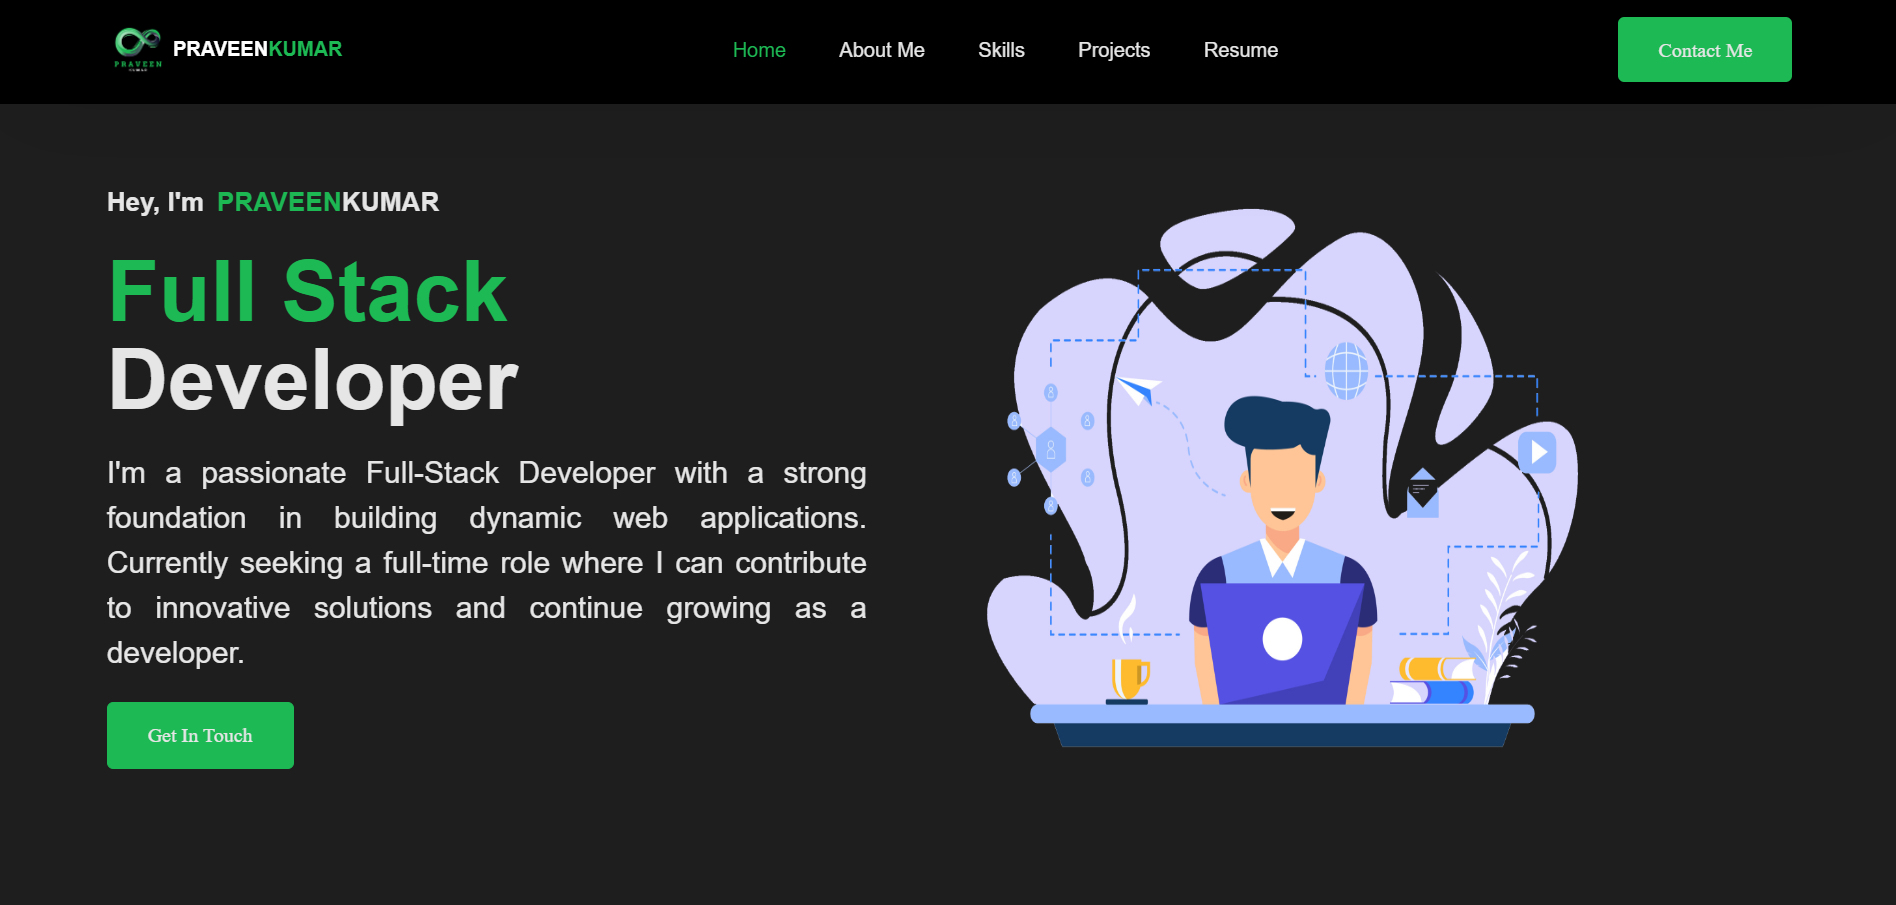 PRAVEEN
KUMAR
PRAVEENKUMAR
Home
About Me
Skills
Projects
Resume
Contact Me
Hey, I'm PRAVEENKUMAR
Full Stack
Developer
I'm a passionate Full-Stack Developer with a strong
foundation in building dynamic web applications.
Currently seeking a full-time role where I can contribute
to innovative solutions and continue growing as a
developer.
Get In Touch